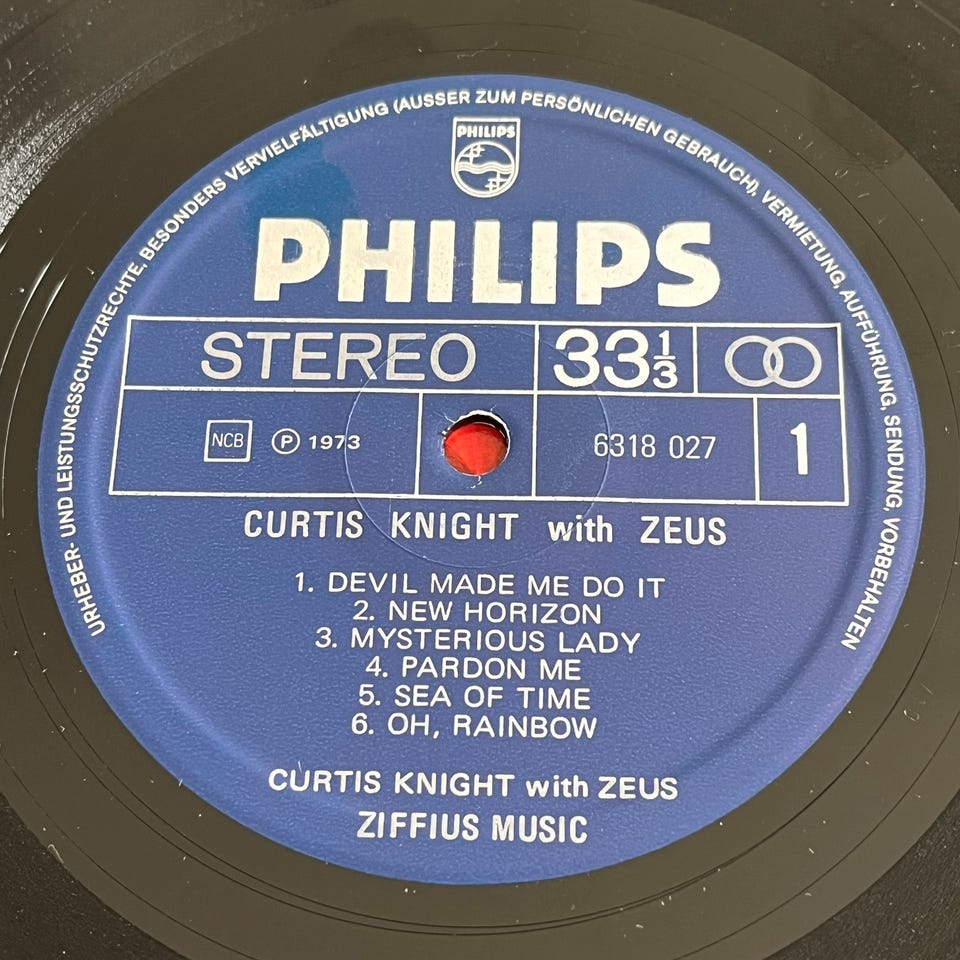 URHEBER- UND LEISTUNGSSCHUTZRECHTE, BESONDERS VERVIELFÄLTIGUNG (AUSSER ZUM PERSÖNLICHEN GEBRAUCH), VERMIETUNG, AUFFÜHRUNG, SENDUNG, VORBEHALTEN
PHILIPS
PHILIPS
STEREO 33 1/3
NCB Ⓟ 1973 6318 027 1
CURTIS KNIGHT with ZEUS
1. DEVIL MADE ME DO IT
2. NEW HORIZON
3. MYSTERIOUS LADY
4. PARDON ME
5. SEA OF TIME
6. OH, RAINBOW
CURTIS KNIGHT with ZEUS
ZIFFIUS MUSIC